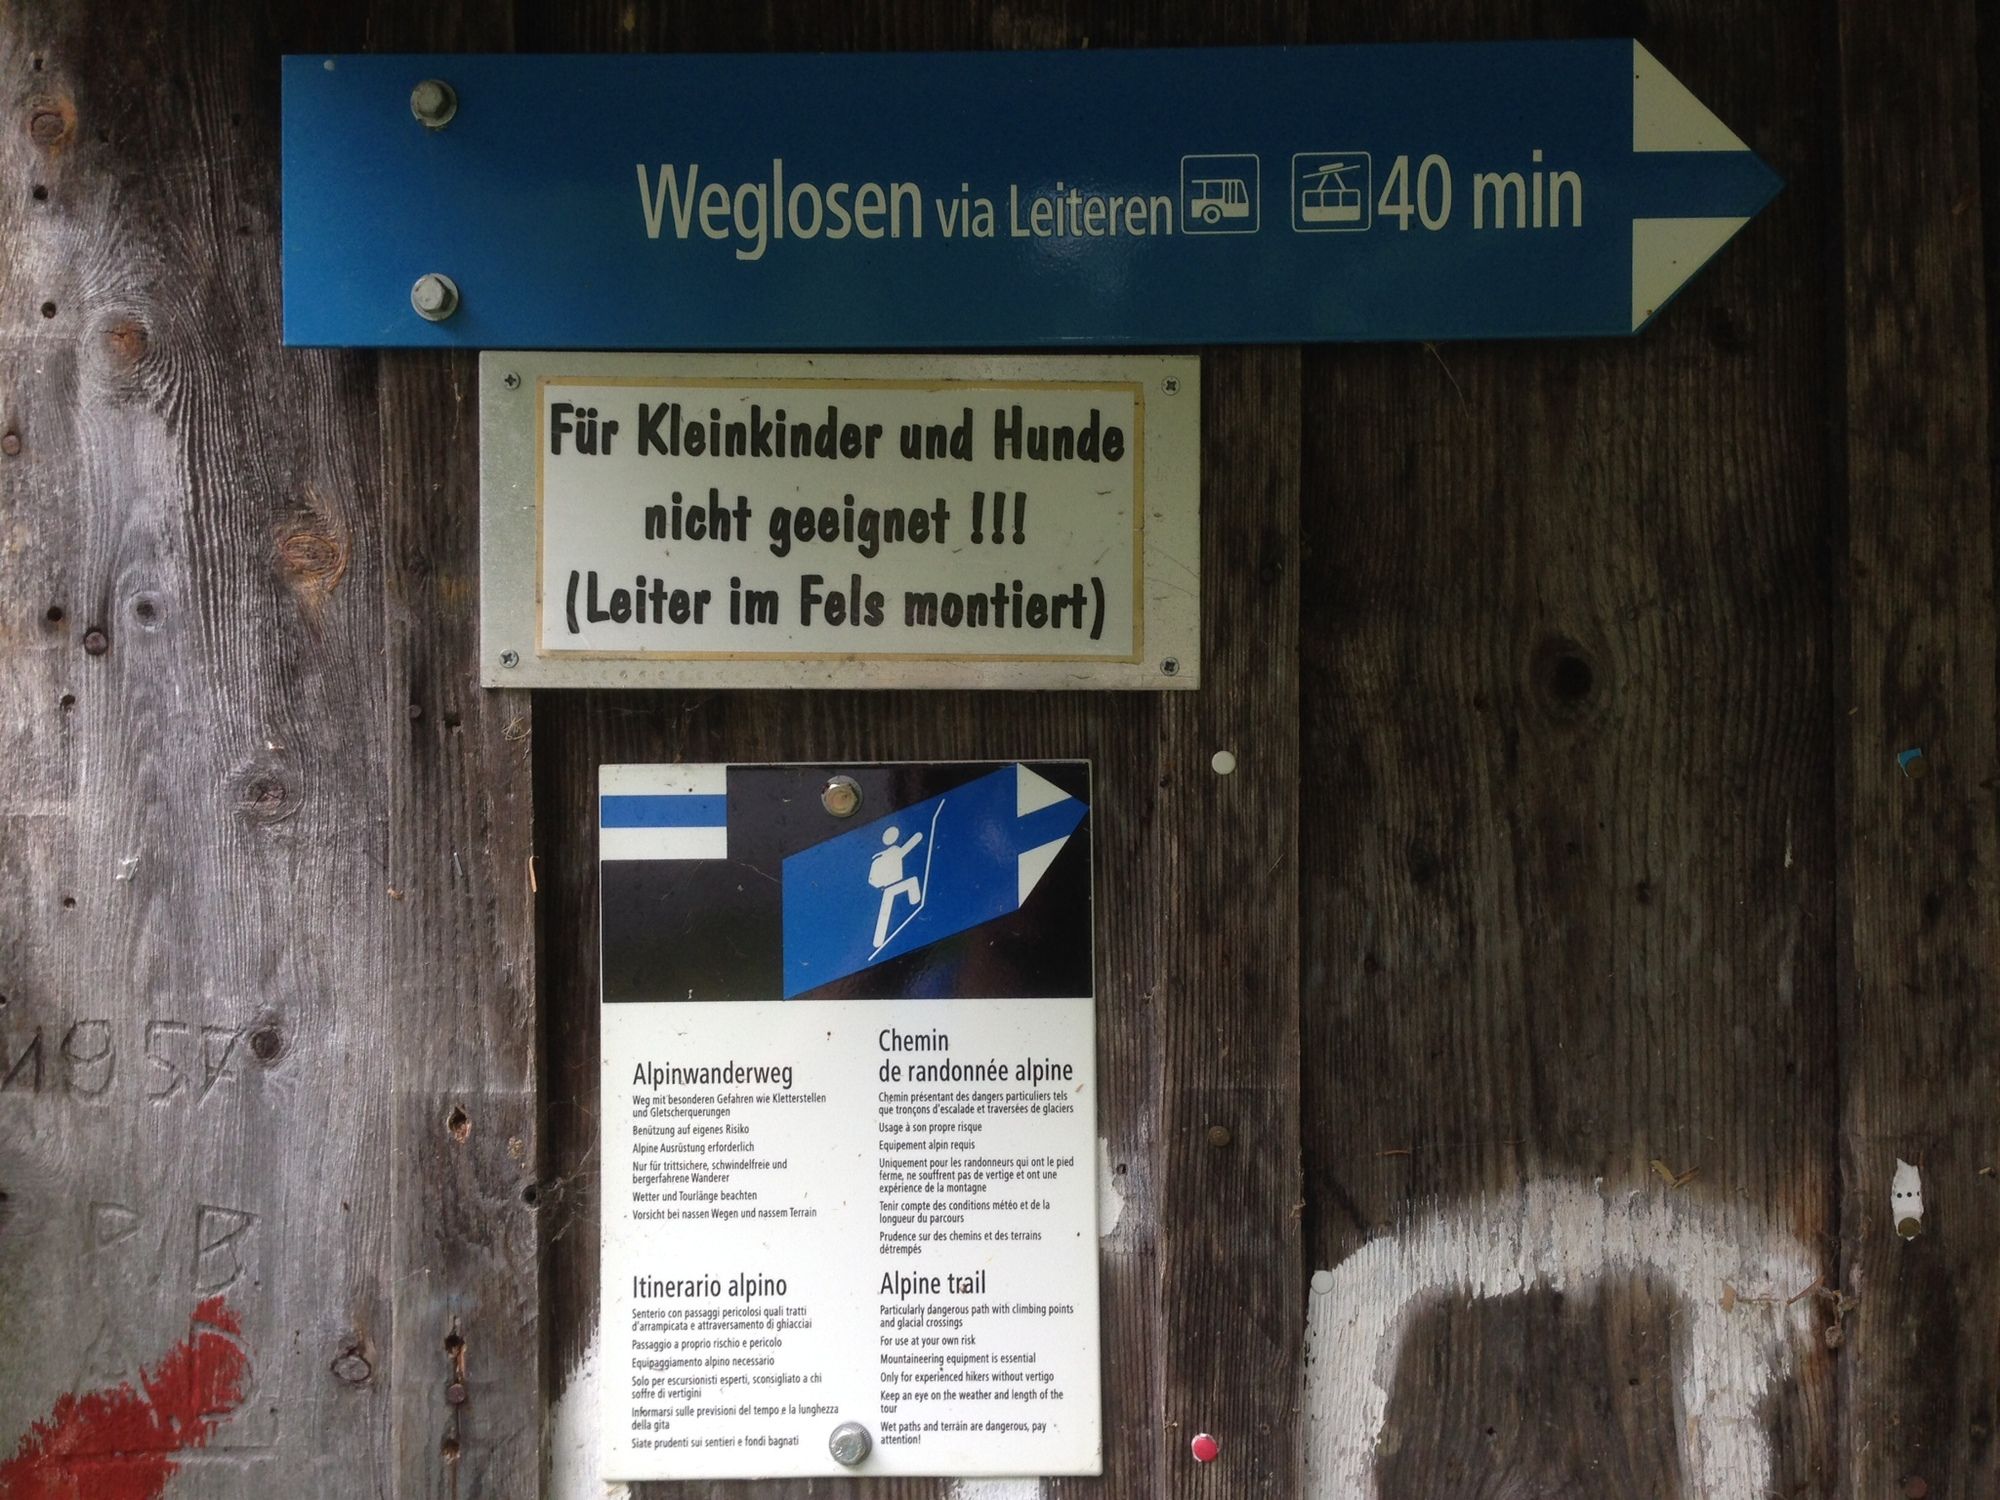 Weglosen via Leiteren 40 min
Für Kleinkinder und Hunde
nicht geeignet !!!
(Leiter im Fels montiert)
Alpinwanderweg
Weg mit besonderen Gefahren wie Kletterstellen
und Gletscherquerungen
Benützung auf eigenes Risiko
Alpine Ausrüstung erforderlich
Nur für trittsichere, schwindelfreie und
bergerfahrene Wanderer
Wetter und Tourlänge beachten
Vorsicht bei nassen Wegen und nassem Terrain
Chemin
de randonnée alpine
Chemin présentant des dangers particuliers tels
que tronçons d'escalade et traversées de glaciers
Usage à son propre risque
Equipement alpin requis
Uniquement pour les randonneurs qui ont le pied
ferme, ne souffrent pas de vertige et ont une
expérience de la montagne
Tenir compte des conditions météo et de la
longueur du parcours
Prudence sur des chemins et des terrains
détrempés
Itinerario alpino
Senterio con passaggi pericolosi quali tratti
d'arrampicata e attraversamento di ghiacciai
Passaggio a proprio rischio e pericolo
Equipaggiamento alpino necessario
Solo per escursionisti esperti, sconsigliato a chi
soffre di vertigini
Informarsi sulle previsioni del tempo e la lunghezza
della gita
Siate prudenti sui sentieri e fondi bagnati
Alpine trail
Particularly dangerous path with climbing points
and glacial crossings
For use at your own risk
Mountaineering equipment is essential
Only for experienced hikers without vertigo
Keep an eye on the weather and length of the
tour
Wet paths and terrain are dangerous, pay
attention!
1957
PB